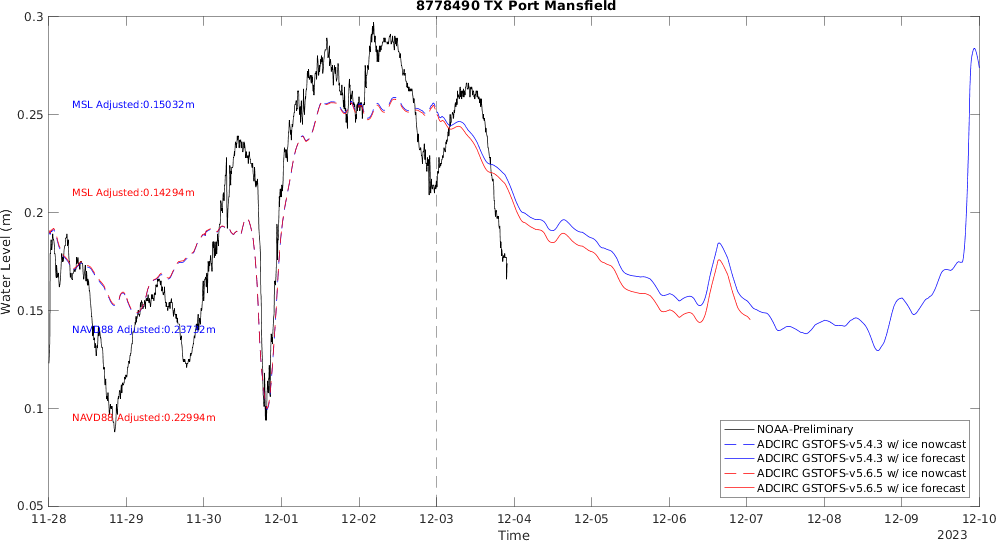 8778490 TX Port Mansfield
0.3
0.25
0.2
0.15
0.1
0.05
Water Level (m)
MSL Adjusted:0.15032m
MSL Adjusted:0.14294m
NAVD88 Adjusted:0.23732m
NAVD88 Adjusted:0.22994m
NOAA-Preliminary
ADCIRC GSTOFS-v5.4.3 w/ ice nowcast
ADCIRC GSTOFS-v5.4.3 w/ ice forecast
ADCIRC GSTOFS-v5.6.5 w/ ice nowcast
ADCIRC GSTOFS-v5.6.5 w/ ice forecast
11-28 11-29 11-30 12-01 12-02 12-03 12-04 12-05 12-06 12-07 12-08 12-09 12-10
Time
2023